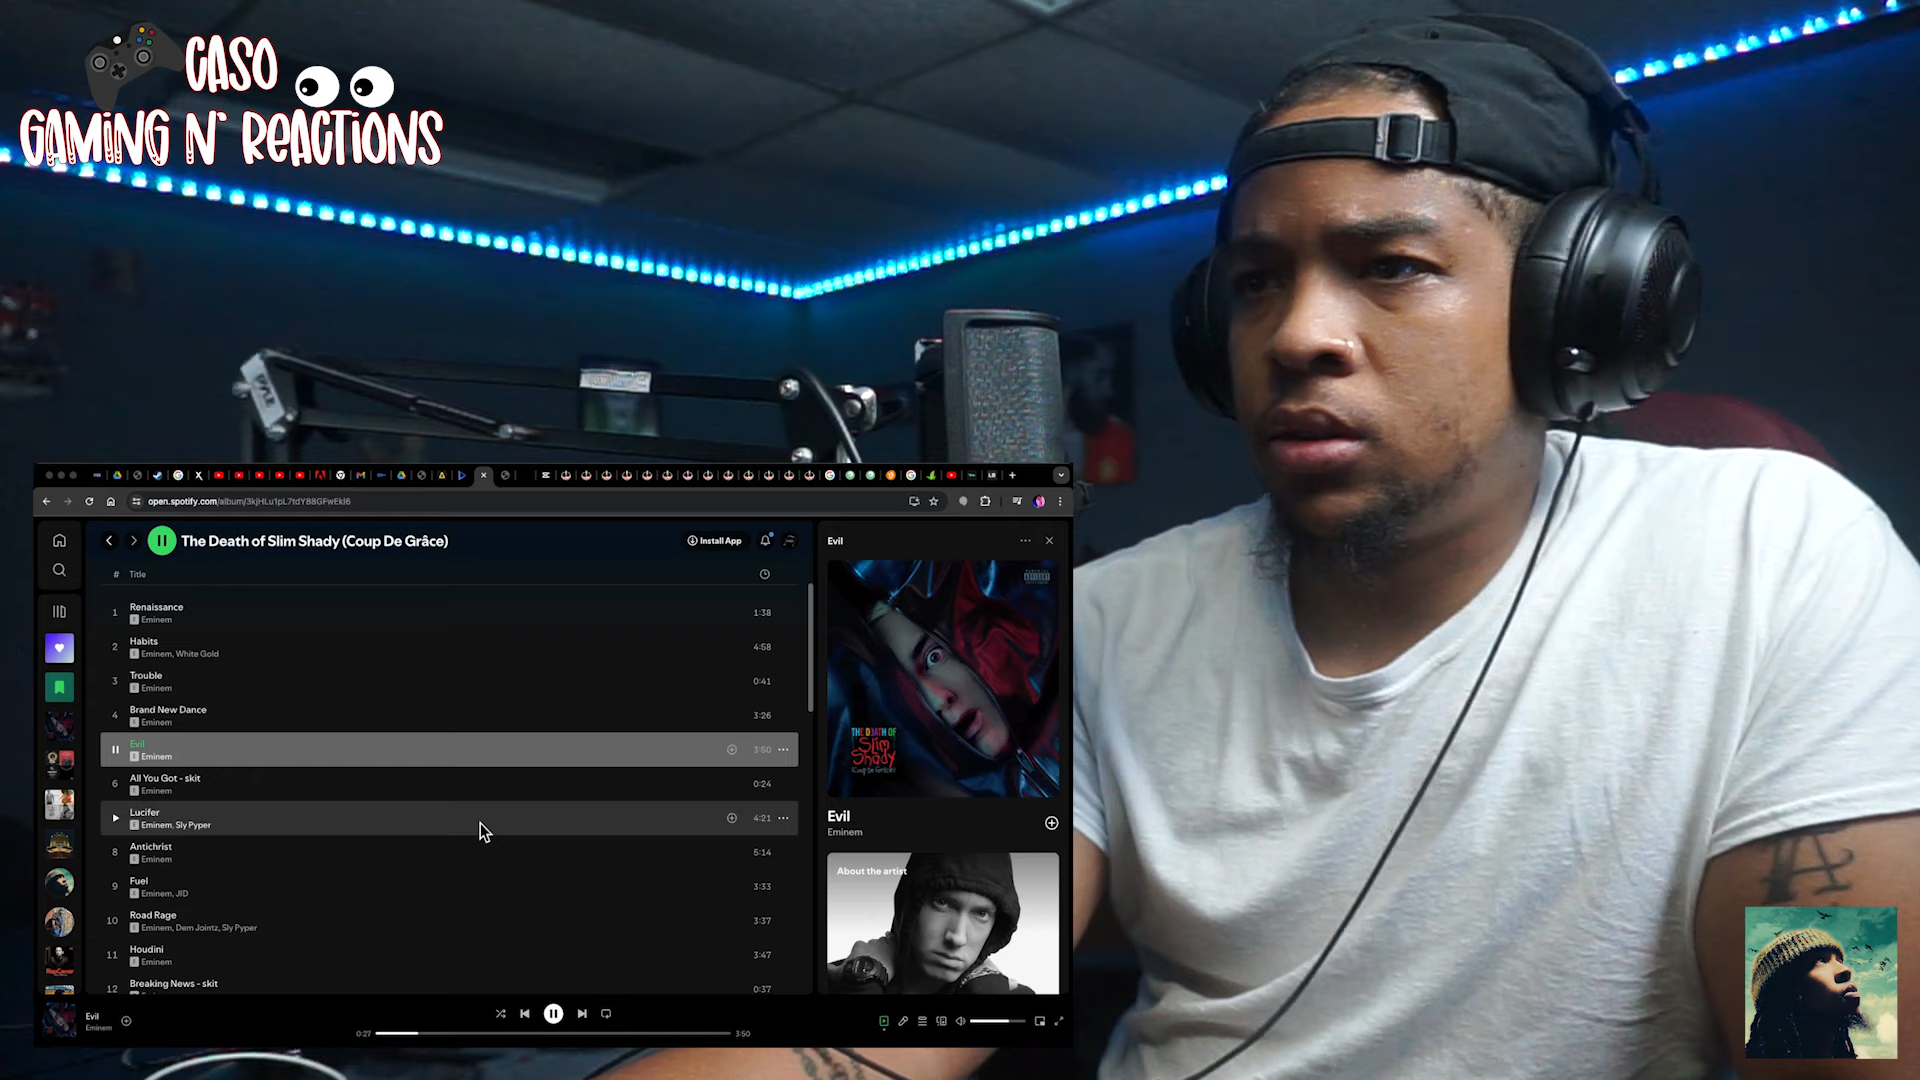 CASO
GAMING N' REACTIONS
open.spotify.com/album/3kjHLu1pL7tdY88GFwEkl6
The Death of Slim Shady (Coup De Grâce)
Install App
# Title
1 Renaissance 1:38
E Eminem
2 Habits 4:58
E Eminem, White Gold
3 Trouble 0:41
E Eminem
4 Brand New Dance 3:26
E Eminem
Evil 3:50
E Eminem
6 All You Got - skit 0:24
E Eminem
Lucifer 4:21
E Eminem, Sly Pyper
8 Antichrist 5:14
E Eminem
9 Fuel 3:33
E Eminem, JID
10 Road Rage 3:37
E Eminem, Dem Jointz, Sly Pyper
11 Houdini 3:47
E Eminem
12 Breaking News - skit 0:37
Evil
THE DEATH OF
Slim
Shady
(Coup De Grâce)
Evil
Eminem
About the artist
Evil
Eminem
0:27
3:50